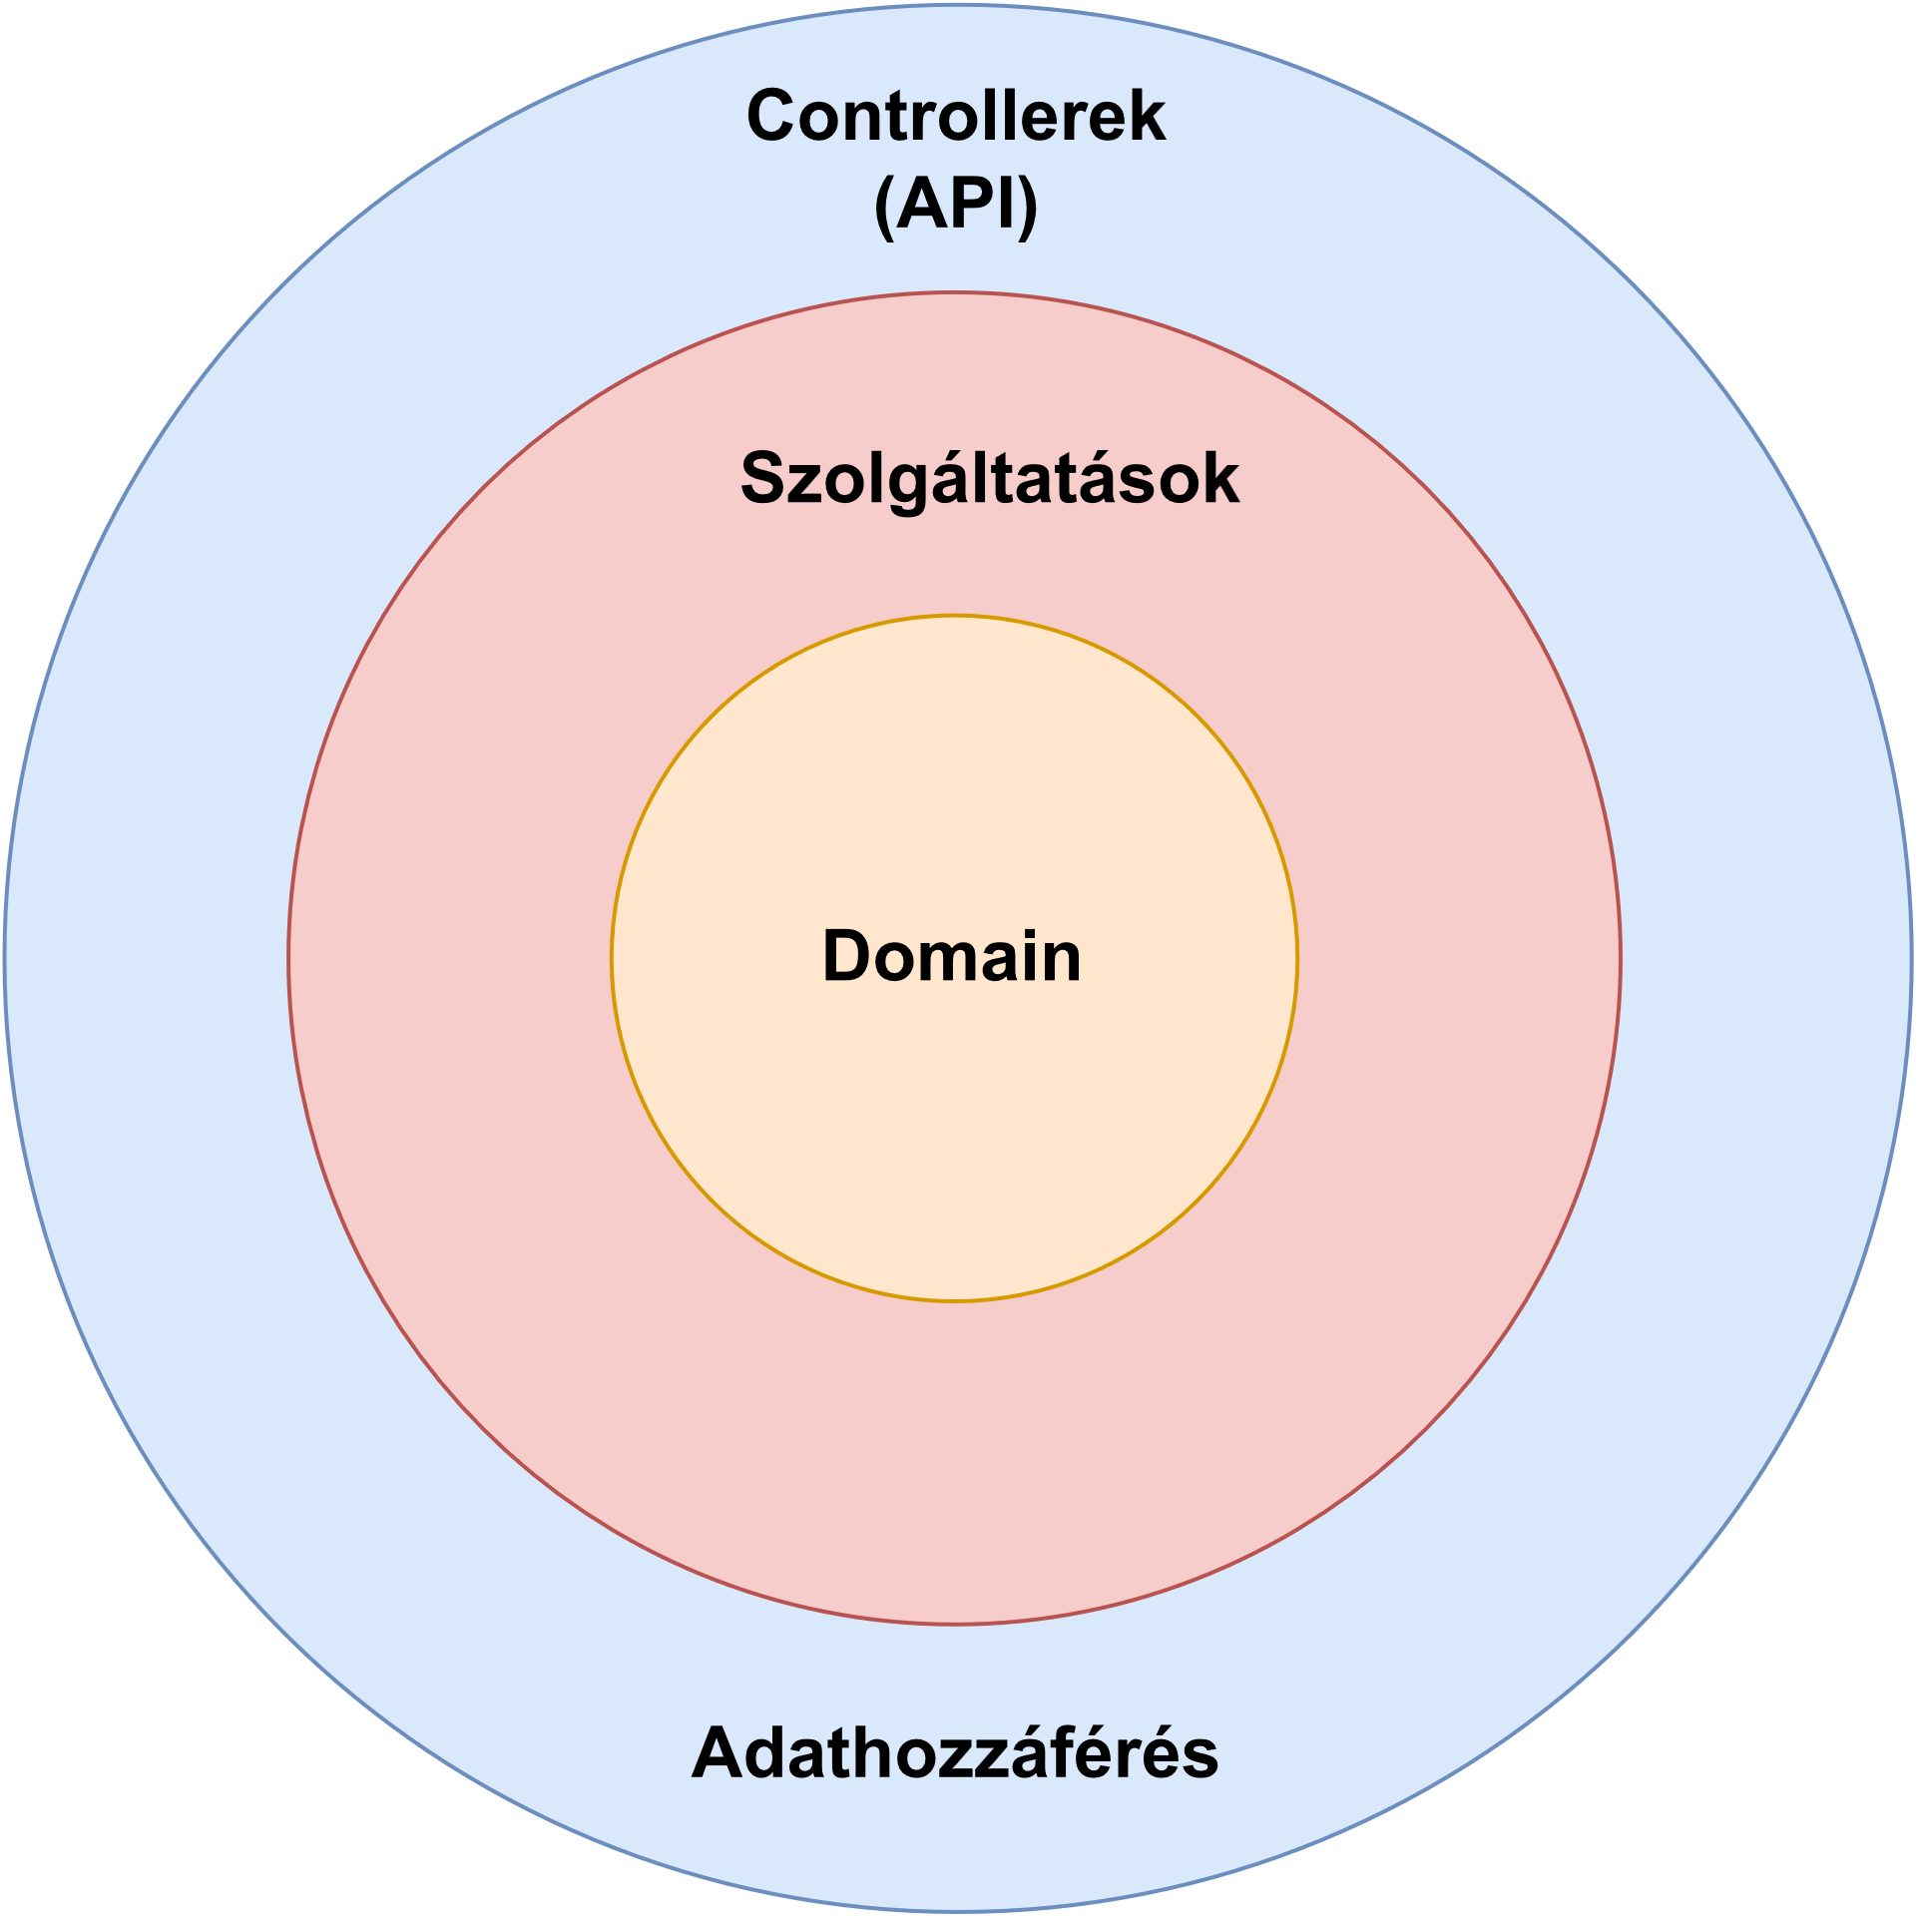 Controllerek
(API)
Szolgáltatások
Domain
Adathozzáférés